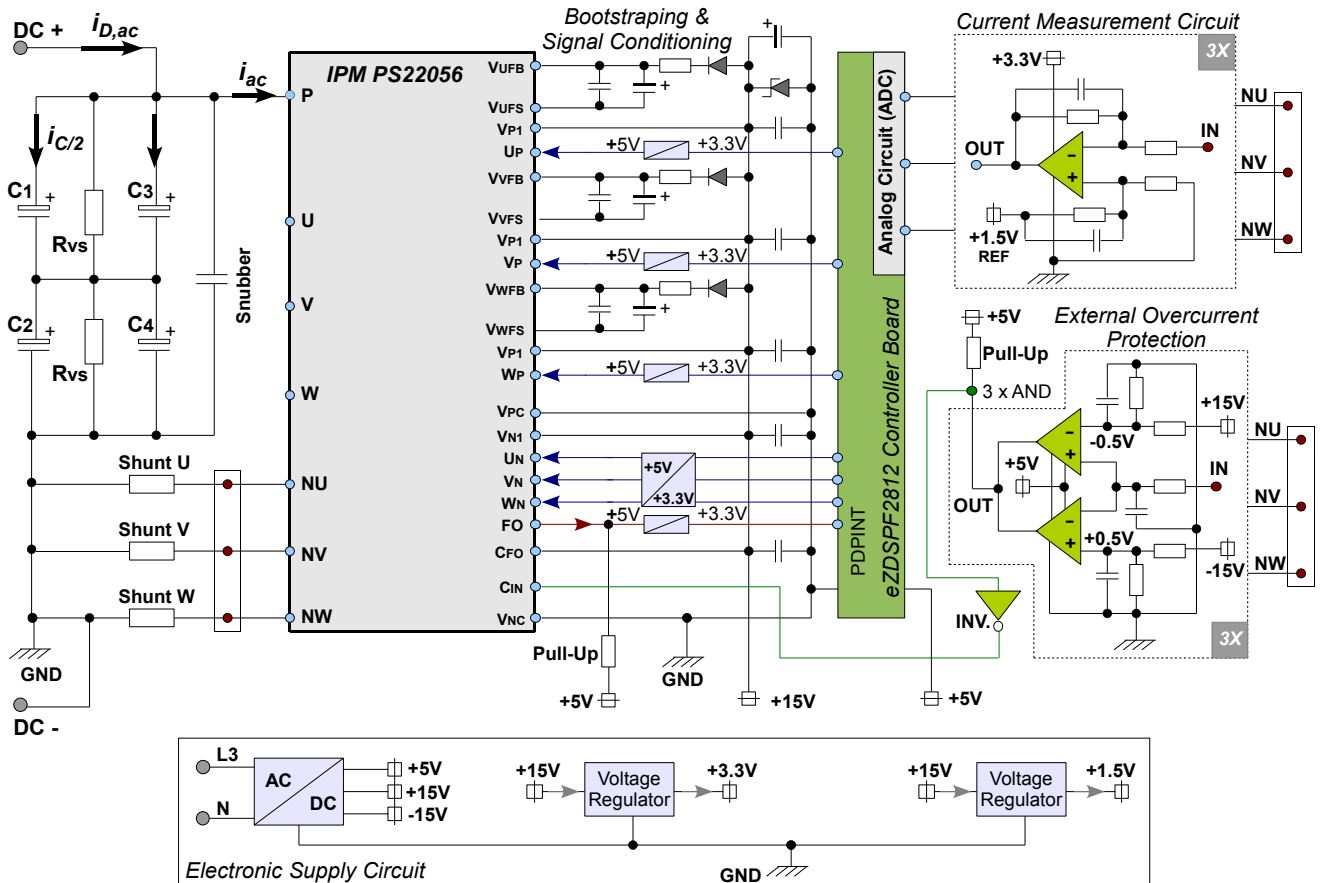 DC +
iD,ac
iac
iC/2
C1
+
C3
+
Rvs
C2
+
C4
+
Rvs
Snubber
Shunt U
Shunt V
Shunt W
GND
DC -
IPM PS22056
P
U
V
W
NU
NV
NW
VUFB
VUFS
VP1
UP
VVFB
VVFS
VP1
VP
VWFB
VWFS
VP1
WP
VPC
VN1
UN
VN
WN
FO
CFO
CIN
VNC
Bootstraping &
Signal Conditioning
+
+
+5V
+3.3V
+
+5V
+3.3V
+
+5V
+3.3V
+5V
+3.3V
+5V
+3.3V
Pull-Up
+5V
GND
+15V
+5V
Analog Circuit (ADC)
eZDSPF2812 Controller Board
PDPINT
Current Measurement Circuit
3X
+3.3V
OUT
-
+
IN
+1.5V
REF
NU
NV
NW
External Overcurrent
Protection
+5V
Pull-Up
3 x AND
+15V
-
+
-0.5V
+5V
OUT
IN
-
+
+0.5V
-15V
NU
NV
NW
INV.
3X
L3
N
AC
DC
+5V
+15V
-15V
+15V
Voltage
Regulator
+3.3V
+15V
Voltage
Regulator
+1.5V
GND
Electronic Supply Circuit